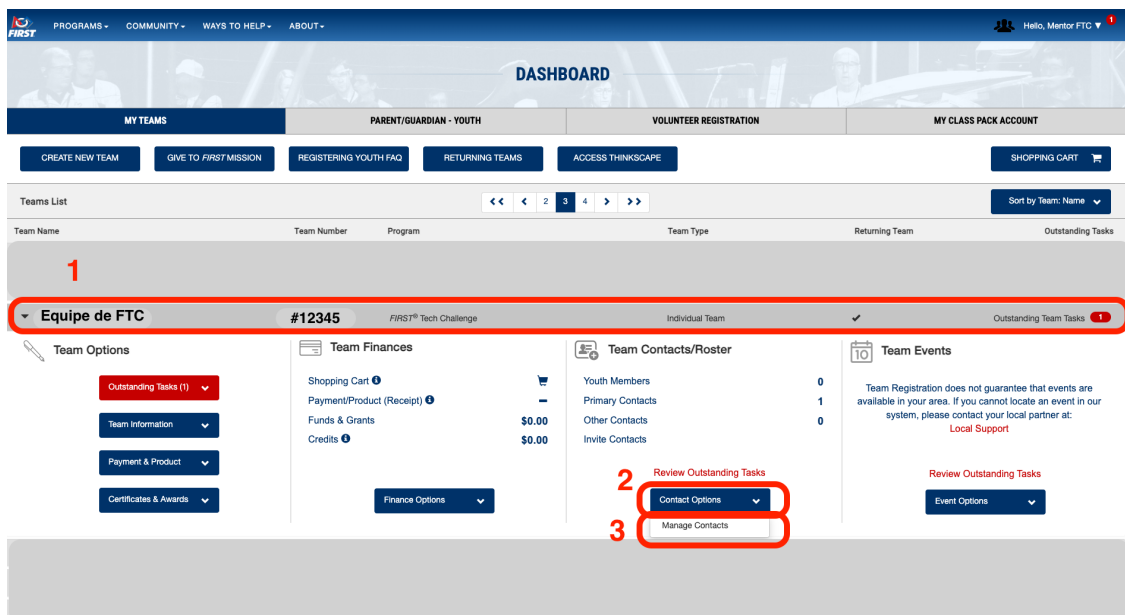 FIRST PROGRAMS COMMUNITY WAYS TO HELP ABOUT Hello, Mentor FTC ▼ 1
DASHBOARD
MY TEAMS PARENT/GUARDIAN - YOUTH VOLUNTEER REGISTRATION MY CLASS PACK ACCOUNT
CREATE NEW TEAM GIVE TO FIRST MISSION REGISTERING YOUTH FAQ RETURNING TEAMS ACCESS THINKSCAPE SHOPPING CART
Teams List << < 2 3 4 > >> Sort by Team: Name
Team Name Team Number Program Team Type Returning Team Outstanding Tasks
1
Equipe de FTC #12345 FIRST® Tech Challenge Individual Team ✔ Outstanding Team Tasks 1
Team Options
Outstanding Tasks (1)
Team Information
Payment & Product
Certificates & Awards
Team Finances
Shopping Cart
Payment/Product (Receipt) –
Funds & Grants $0.00
Credits $0.00
Finance Options
Team Contacts/Roster
Youth Members 0
Primary Contacts 1
Other Contacts 0
Invite Contacts
Review Outstanding Tasks
2 Contact Options
3 Manage Contacts
10 Team Events
Team Registration does not guarantee that events are
available in your area. If you cannot locate an event in our
system, please contact your local partner at:
Local Support
Review Outstanding Tasks
Event Options